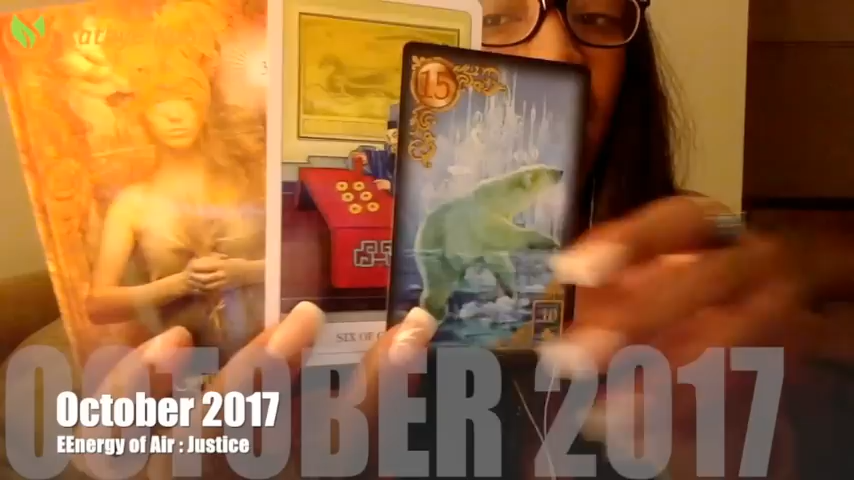 15
SIX OF
OCTOBER 2017
October 2017
EEnergy of Air : Justice